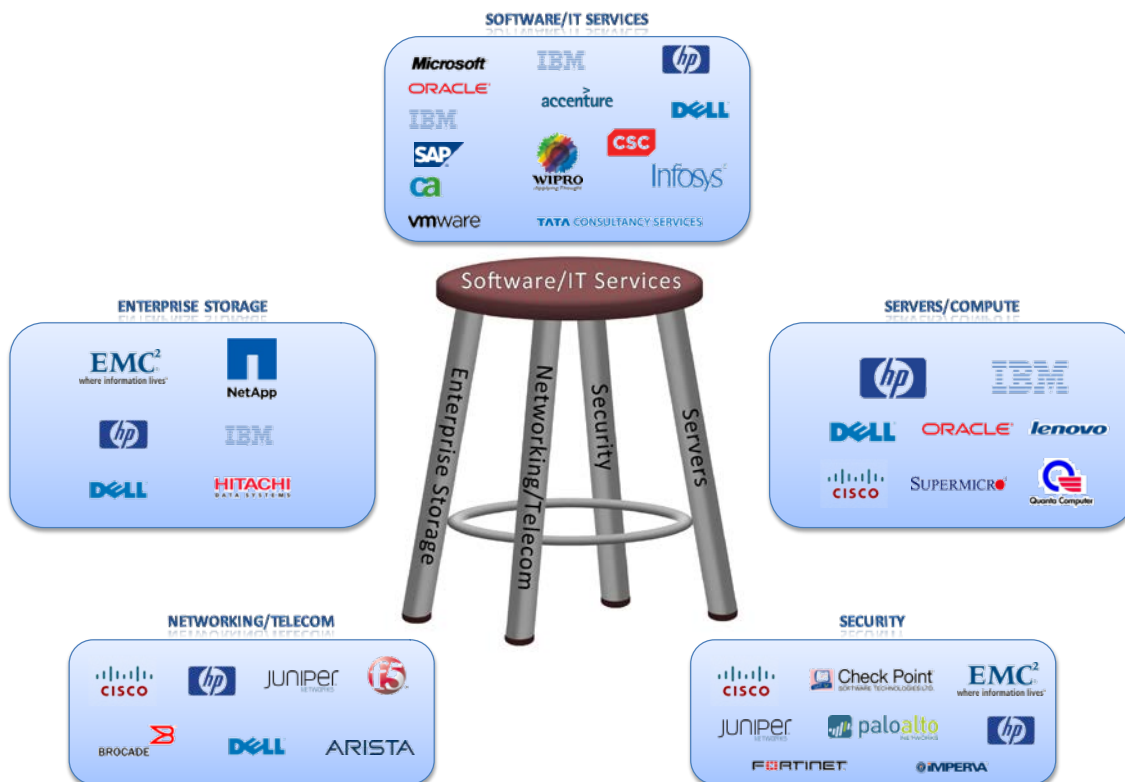 SOFTWARE/IT SERVICES
Microsoft IBM hp
ORACLE
accenture
DELL
IBM
CSC
SAP
WIPRO
Applying Thought
Infosys
ca
vmware
TATA CONSULTANCY SERVICES
Software/IT Services
Enterprise Storage
Networking/Telecom
Security
Servers
ENTERPRISE STORAGE
EMC²
where information lives®
NetApp
hp IBM
DELL HITACHI
DATA SYSTEMS
SERVERS/COMPUTE
hp IBM
DELL ORACLE lenovo
CISCO SUPERMICRO Quanta Computer
NETWORKING/TELECOM
CISCO hp JUNIPER
NETWORKS
f5
BROCADE DELL ARISTA
SECURITY
CISCO Check Point
SOFTWARE TECHNOLOGIES LTD.
EMC²
where information lives®
JUNIPER
NETWORKS
paloalto
NETWORKS
hp
FORTINET IMPERVA